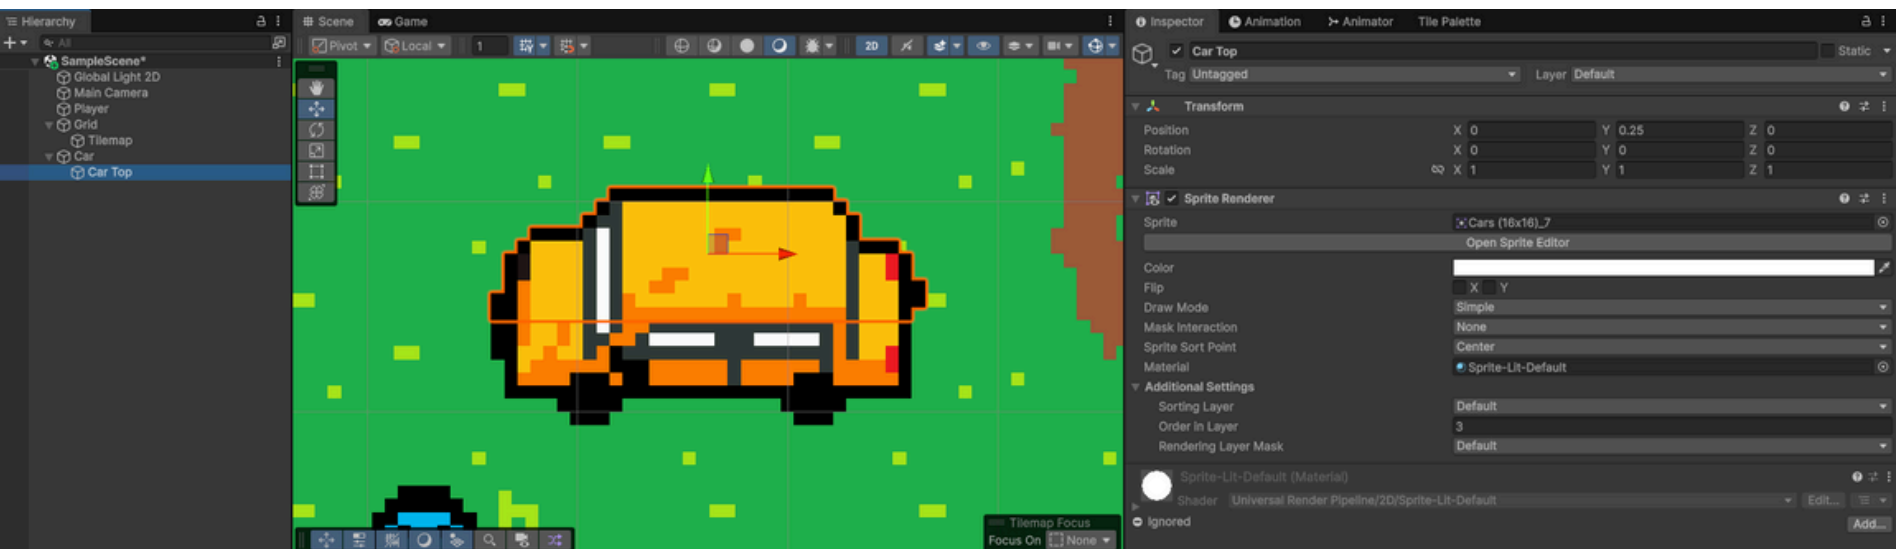 Hierarchy
All
SampleScene*
Global Light 2D
Main Camera
Player
Grid
Tilemap
Car
Car Top
Scene
Game
Pivot
Local
1
2D
Tilemap Focus
Focus On
None
Inspector
Animation
Animator
Tile Palette
Car Top
Static
Tag Untagged
Layer Default
Transform
Position X 0 Y 0.25 Z 0
Rotation X 0 Y 0 Z 0
Scale X 1 Y 1 Z 1
Sprite Renderer
Sprite Cars (16x16)_7
Open Sprite Editor
Color
Flip X Y
Draw Mode Simple
Mask Interaction None
Sprite Sort Point Center
Material Sprite-Lit-Default
Additional Settings
Sorting Layer Default
Order in Layer 3
Rendering Layer Mask Default
Sprite-Lit-Default (Material)
Shader Universal Render Pipeline/2D/Sprite-Lit-Default Edit...
Ignored
Add...